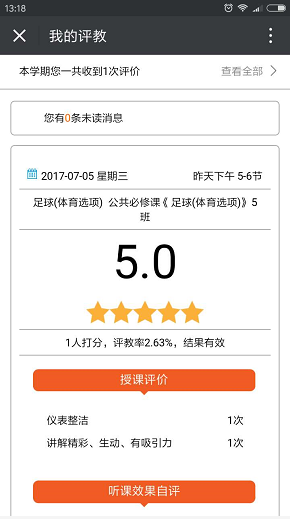 13:18
我的评教
本学期您一共收到1次评价 查看全部
您有0条未读消息
2017-07-05 星期三 昨天下午 5-6节
足球(体育选项) 公共必修课《 足球(体育选项)》5
班
5.0
1人打分，评教率2.63%，结果有效
授课评价
仪表整洁 1次
讲解精彩、生动、有吸引力 1次
听课效果自评